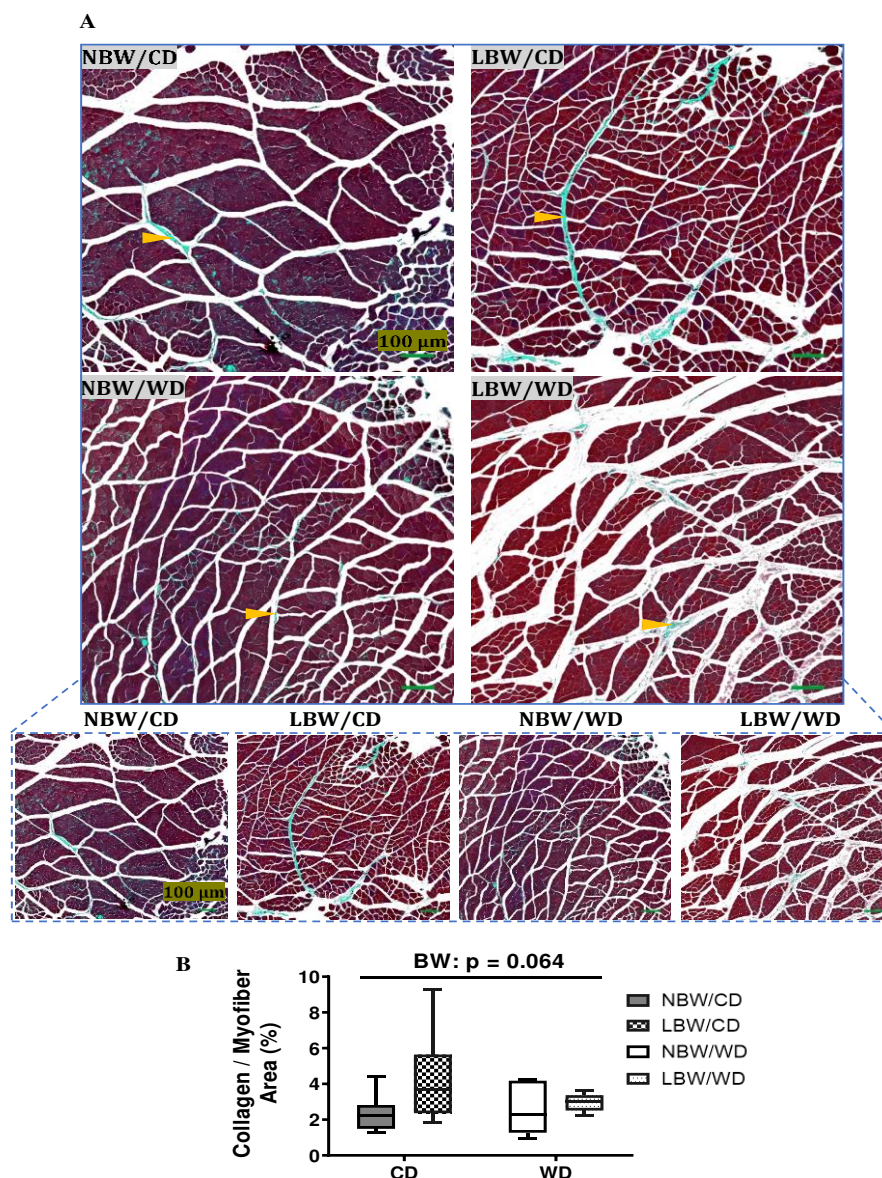 A
NBW/CD
LBW/CD
100 µm
NBW/WD
LBW/WD
NBW/CD
LBW/CD
NBW/WD
LBW/WD
100 µm
B
BW: p = 0.064
Collagen / Myofiber
Area (%)
10
8
6
4
2
0
CD
WD
NBW/CD
LBW/CD
NBW/WD
LBW/WD